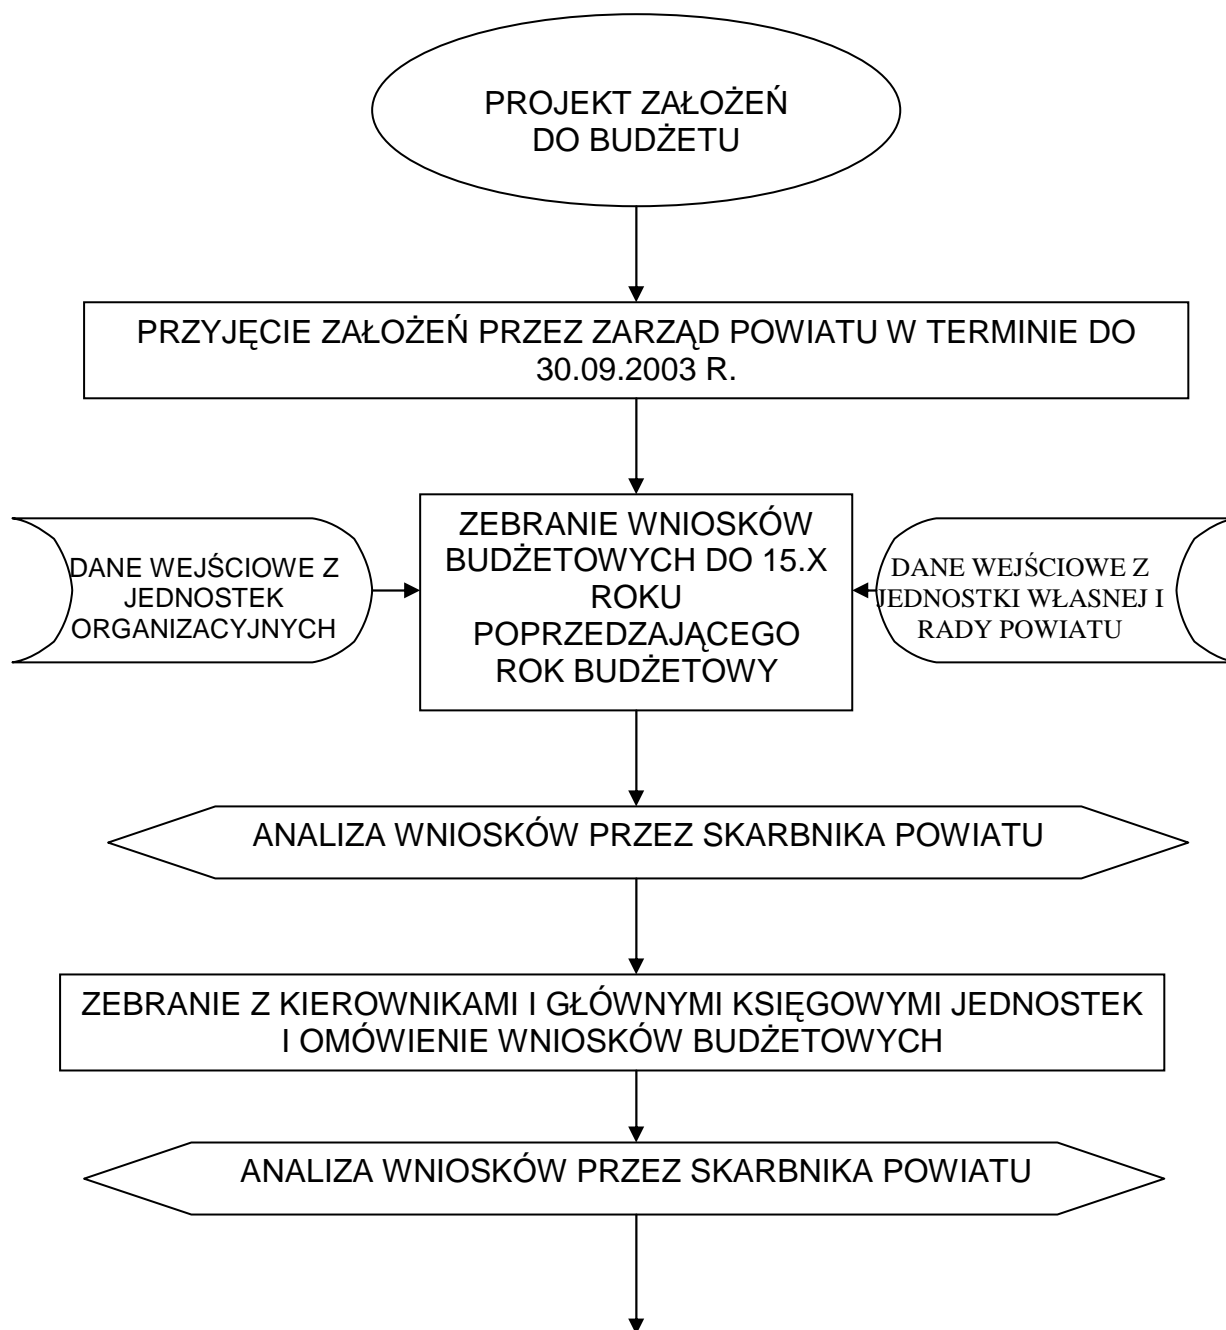 PROJEKT ZAŁOŻEŃ
DO BUDŻETU
PRZYJĘCIE ZAŁOŻEŃ PRZEZ ZARZĄD POWIATU W TERMINIE DO
30.09.2003 R.
DANE WEJŚCIOWE Z
JEDNOSTEK
ORGANIZACYJNYCH
ZEBRANIE WNIOSKÓW
BUDŻETOWYCH DO 15.X
ROKU
POPRZEDZAJĄCEGO
ROK BUDŻETOWY
DANE WEJŚCIOWE Z
JEDNOSTKI WŁASNEJ I
RADY POWIATU
ANALIZA WNIOSKÓW PRZEZ SKARBNIKA POWIATU
ZEBRANIE Z KIEROWNIKAMI I GŁÓWNYMI KSIĘGOWYMI JEDNOSTEK
I OMÓWIENIE WNIOSKÓW BUDŻETOWYCH
ANALIZA WNIOSKÓW PRZEZ SKARBNIKA POWIATU